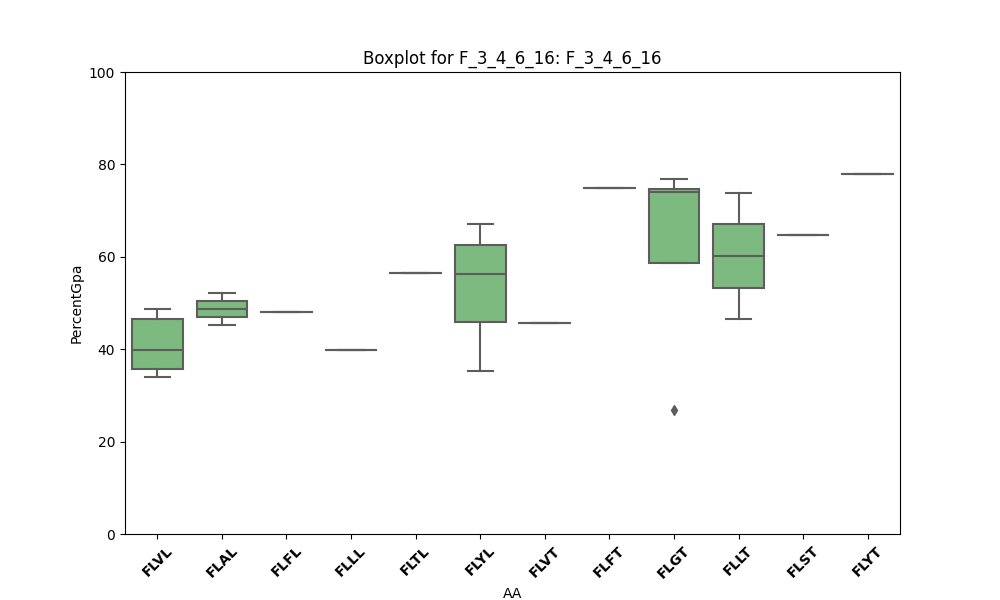 Boxplot for F_3_4_6_16: F_3_4_6_16
100
80
60
40
20
0
PercentGpa
FLVL FLAL FLFL FLLL FLTL FLYL FLVT FLFT FLGT FLLT FLST FLYT
AA